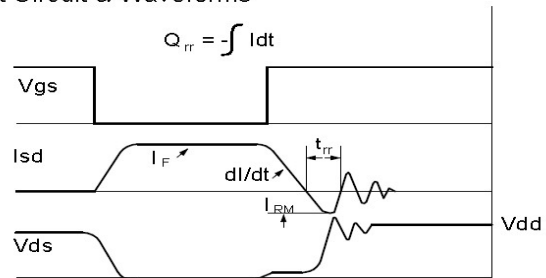 t Circuit & Waveforms
Q rr = -∫ Idt
Vgs
Isd
I F
dI/dt
t rr
I RM
Vdd
Vds